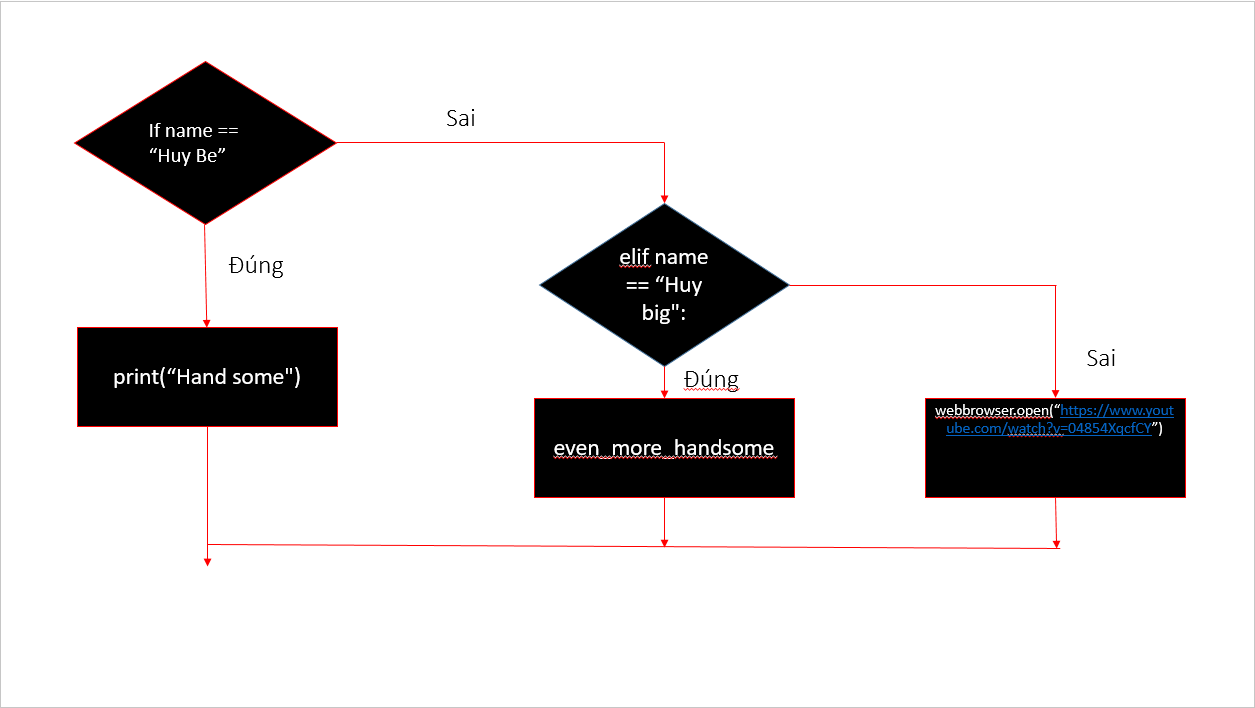 If name ==
“Huy Be”
Sai
Đúng
elif name
== “Huy
big":
print(“Hand some")
Đúng
Sai
even_more_handsome
webbrowser.open(“https://www.yout
ube.com/watch?v=04854XqcfCY”)